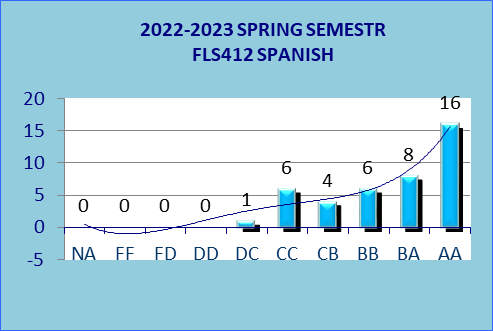 2022-2023 SPRING SEMESTR
FLS412 SPANISH
20
15
10
5
0
-5
0 0 0 0 1 6 4 6 8 16
NA FF FD DD DC CC CB BB BA AA